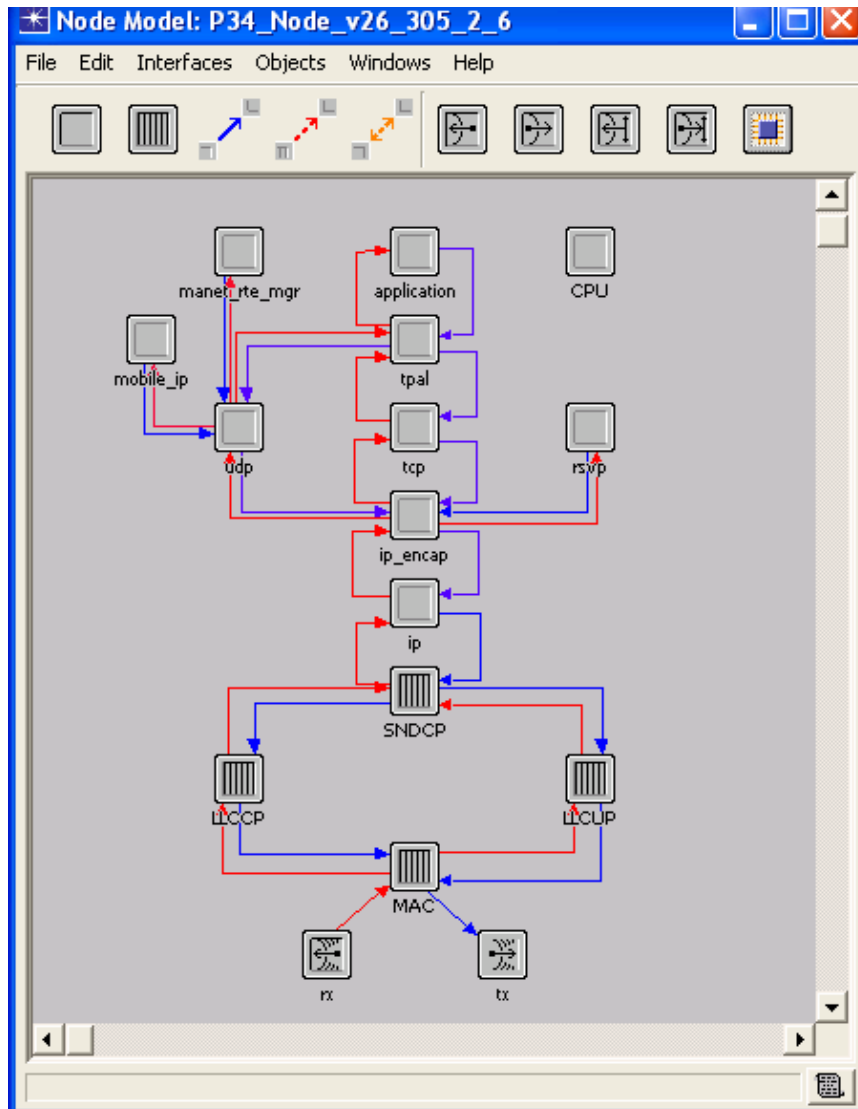 Node Model: P34_Node_v26_305_2_6
File Edit Interfaces Objects Windows Help
manet_rte_mgr
application
CPU
mobile_ip
tpal
udp
tcp
rsvp
ip_encap
ip
SNDCP
LLCCP
LLCUP
MAC
rx
tx